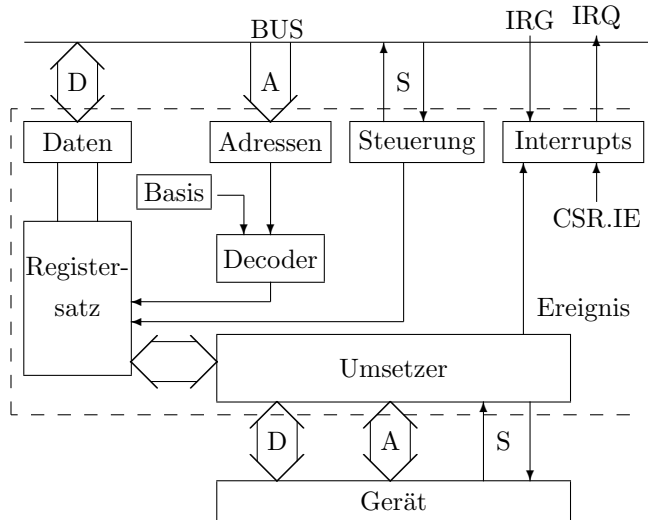 BUS
IRG
IRQ
D
A
S
Daten
Adressen
Steuerung
Interrupts
Basis
CSR.IE
Register-
satz
Decoder
Ereignis
Umsetzer
D
A
S
Gerät